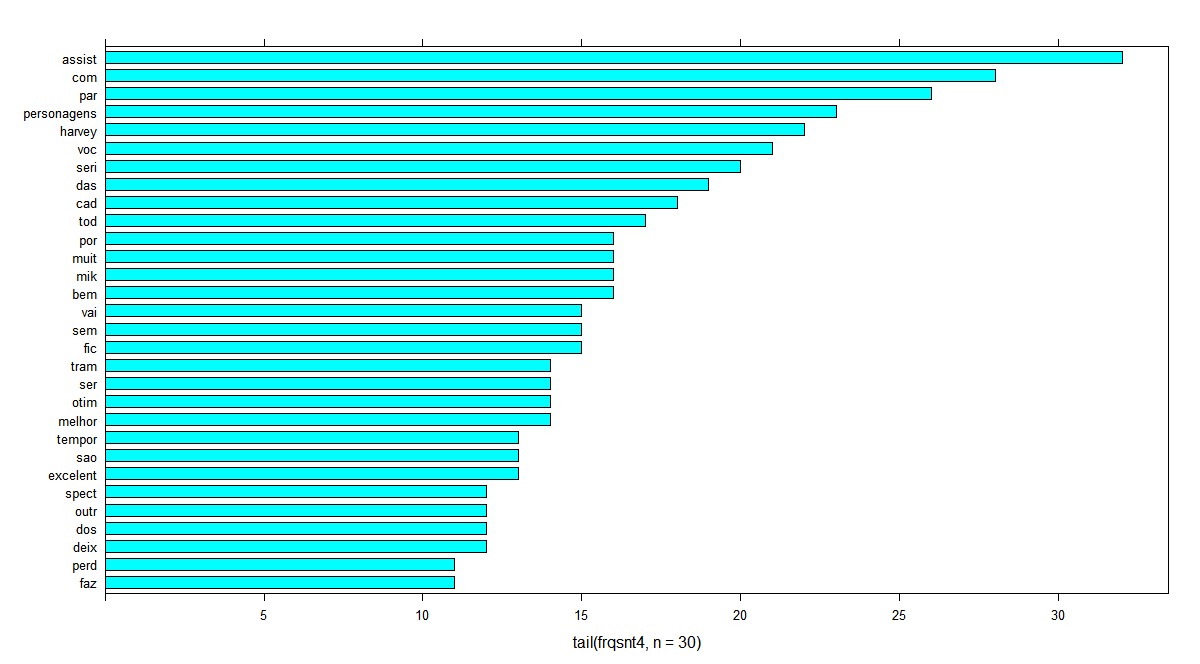 assist
com
par
personagens
harvey
voc
seri
das
cad
tod
por
muit
mik
bem
vai
sem
fic
tram
ser
otim
melhor
tempor
sao
excelent
spect
outr
dos
deix
perd
faz
5 10 15 20 25 30
tail(frqsnt4, n = 30)